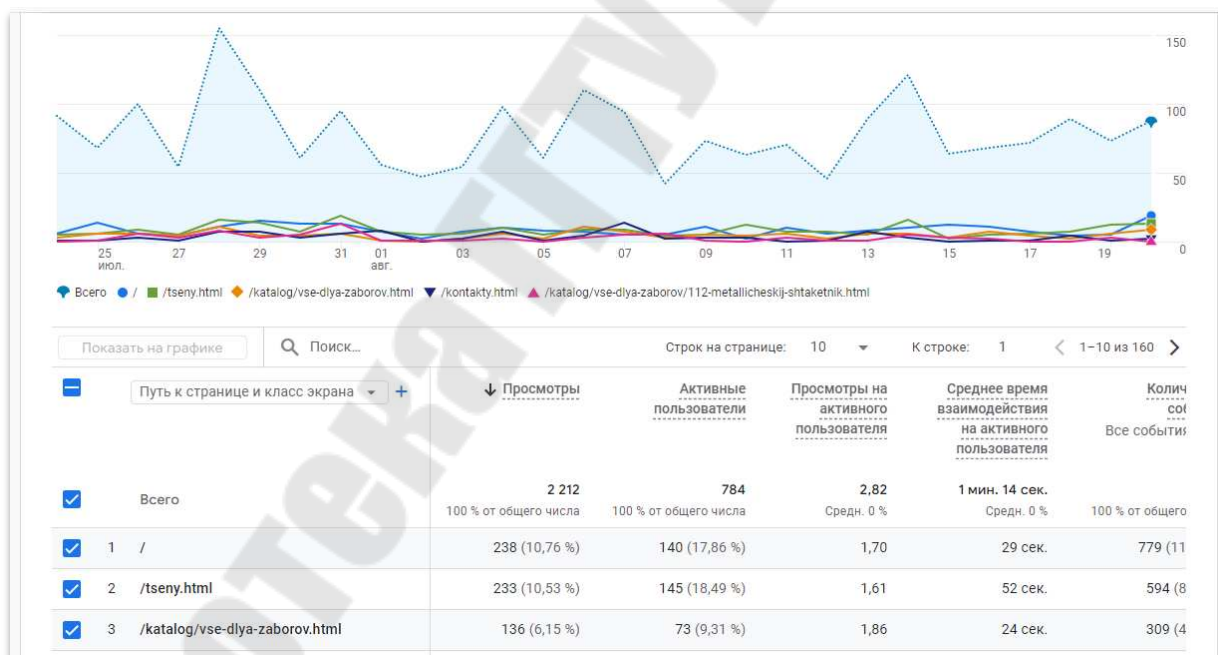 150
100
50
0
25 27 29 31 01 03 05 07 09 11 13 15 17 19
июл. авг.
Всего / /tseny.html /katalog/vse-dlya-zaborov.html /kontakty.html /katalog/vse-dlya-zaborov/112-metallicheskij-shtaketnik.html
Показать на графике Поиск... Строк на странице: 10 К строке: 1 1-10 из 160
Путь к странице и класс экрана + Просмотры Активные Просмотры на Среднее время Колич
пользователи активного взаимодействия соб
пользователя на активного Все события
пользователя
Всего 2 212 784 2,82 1 мин. 14 сек.
100 % от общего числа 100 % от общего числа Средн. 0 % Средн. 0 % 100 % от общего
1 / 238 (10,76 %) 140 (17,86 %) 1,70 29 сек. 779 (11
2 /tseny.html 233 (10,53 %) 145 (18,49 %) 1,61 52 сек. 594 (8
3 /katalog/vse-dlya-zaborov.html 136 (6,15 %) 73 (9,31 %) 1,86 24 сек. 309 (4